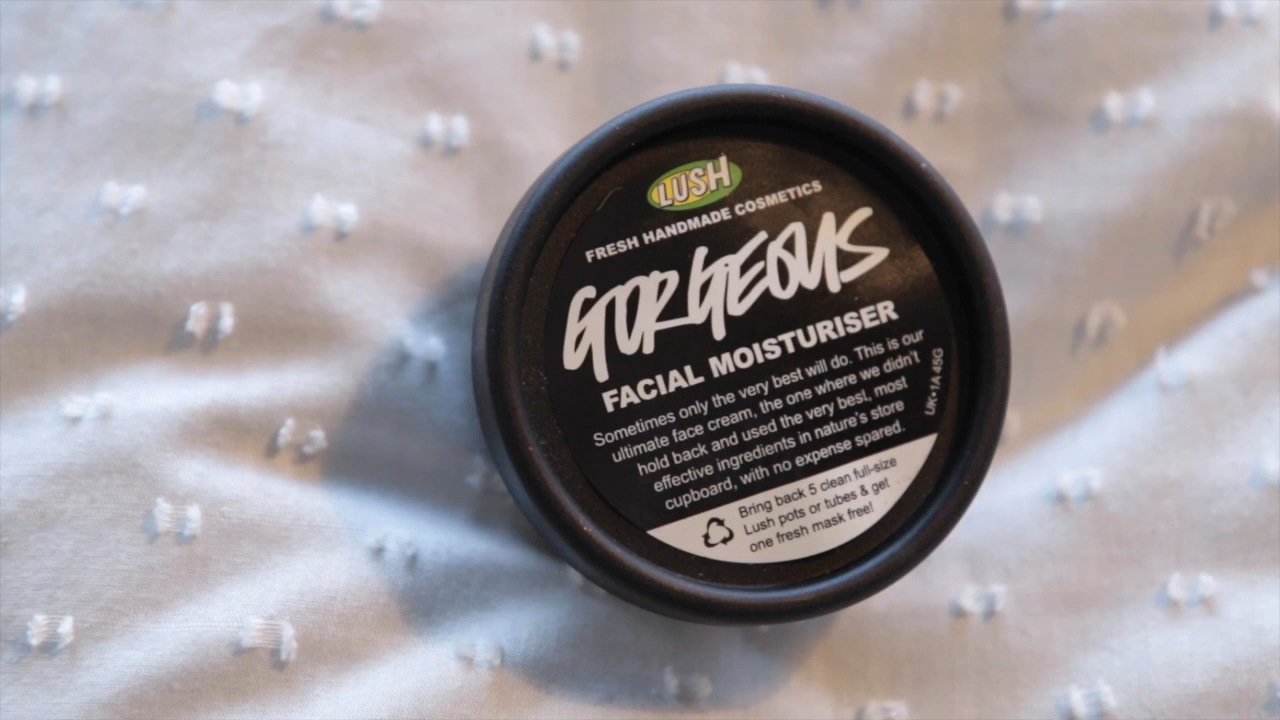 LUSH
FRESH HANDMADE COSMETICS
GORGEOUS
FACIAL MOISTURISER
Sometimes only the very best will do. This is our
ultimate face cream, the one where we didn't
hold back and used the very best, most
effective ingredients in nature's store
cupboard, with no expense spared.
UK•1A 45G
Bring back 5 clean full-size
Lush pots or tubes & get
one fresh mask free!